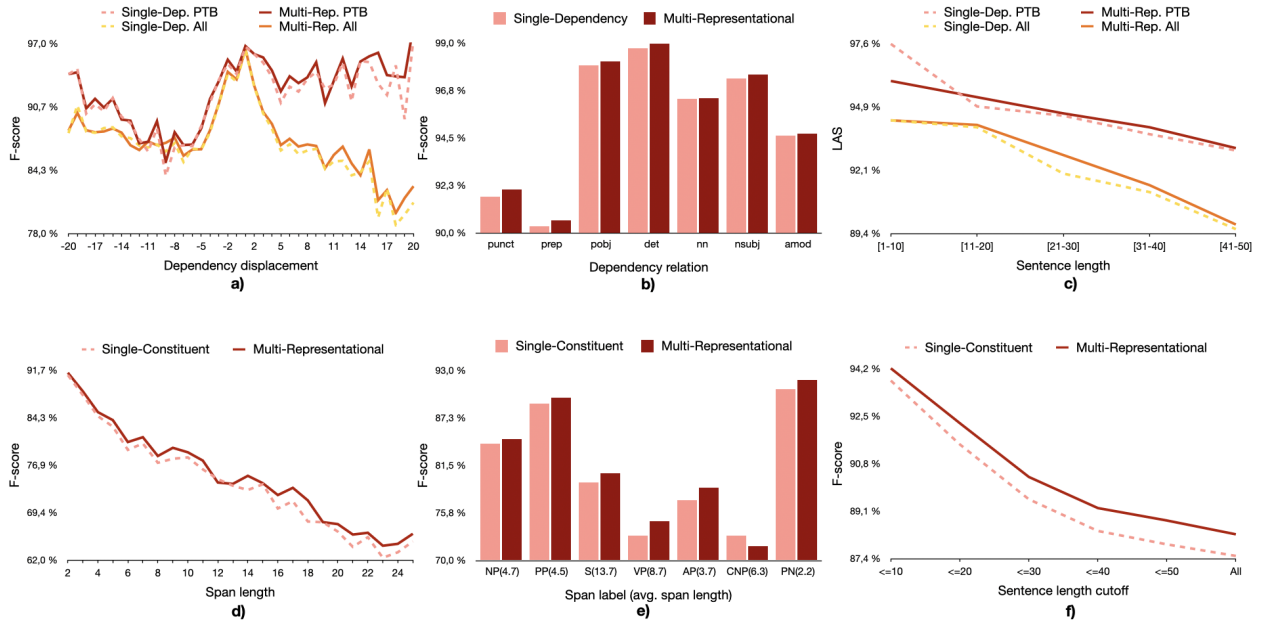 Single-Dep. PTB Multi-Rep. PTB
Single-Dep. All Multi-Rep. All
97,0 %
90,7 %
84,3 %
78,0 %
F-score
-20 -17 -14 -11 -8 -5 -2 2 5 8 11 14 17 20
Dependency displacement
a)
Single-Dependency Multi-Representational
99,0 %
96,8 %
94,5 %
92,3 %
90,0 %
F-score
punct prep pobj det nn nsubj amod
Dependency relation
b)
Single-Dep. PTB Multi-Rep. PTB
Single-Dep. All Multi-Rep. All
97,6 %
94,9 %
92,1 %
89,4 %
LAS
[1-10] [11-20] [21-30] [31-40] [41-50]
Sentence length
c)
Single-Constituent Multi-Representational
91,7 %
84,3 %
76,9 %
69,4 %
62,0 %
F-score
2 4 6 8 10 12 14 16 18 20 22 24
Span length
d)
Single-Constituent Multi-Representational
93,0 %
87,3 %
81,5 %
75,8 %
70,0 %
F-score
NP(4.7) PP(4.5) S(13.7) VP(8.7) AP(3.7) CNP(6.3) PN(2.2)
Span label (avg. span length)
e)
Single-Constituent Multi-Representational
94,2 %
92,5 %
90,8 %
89,1 %
87,4 %
F-score
<=10 <=20 <=30 <=40 <=50 All
Sentence length cutoff
f)